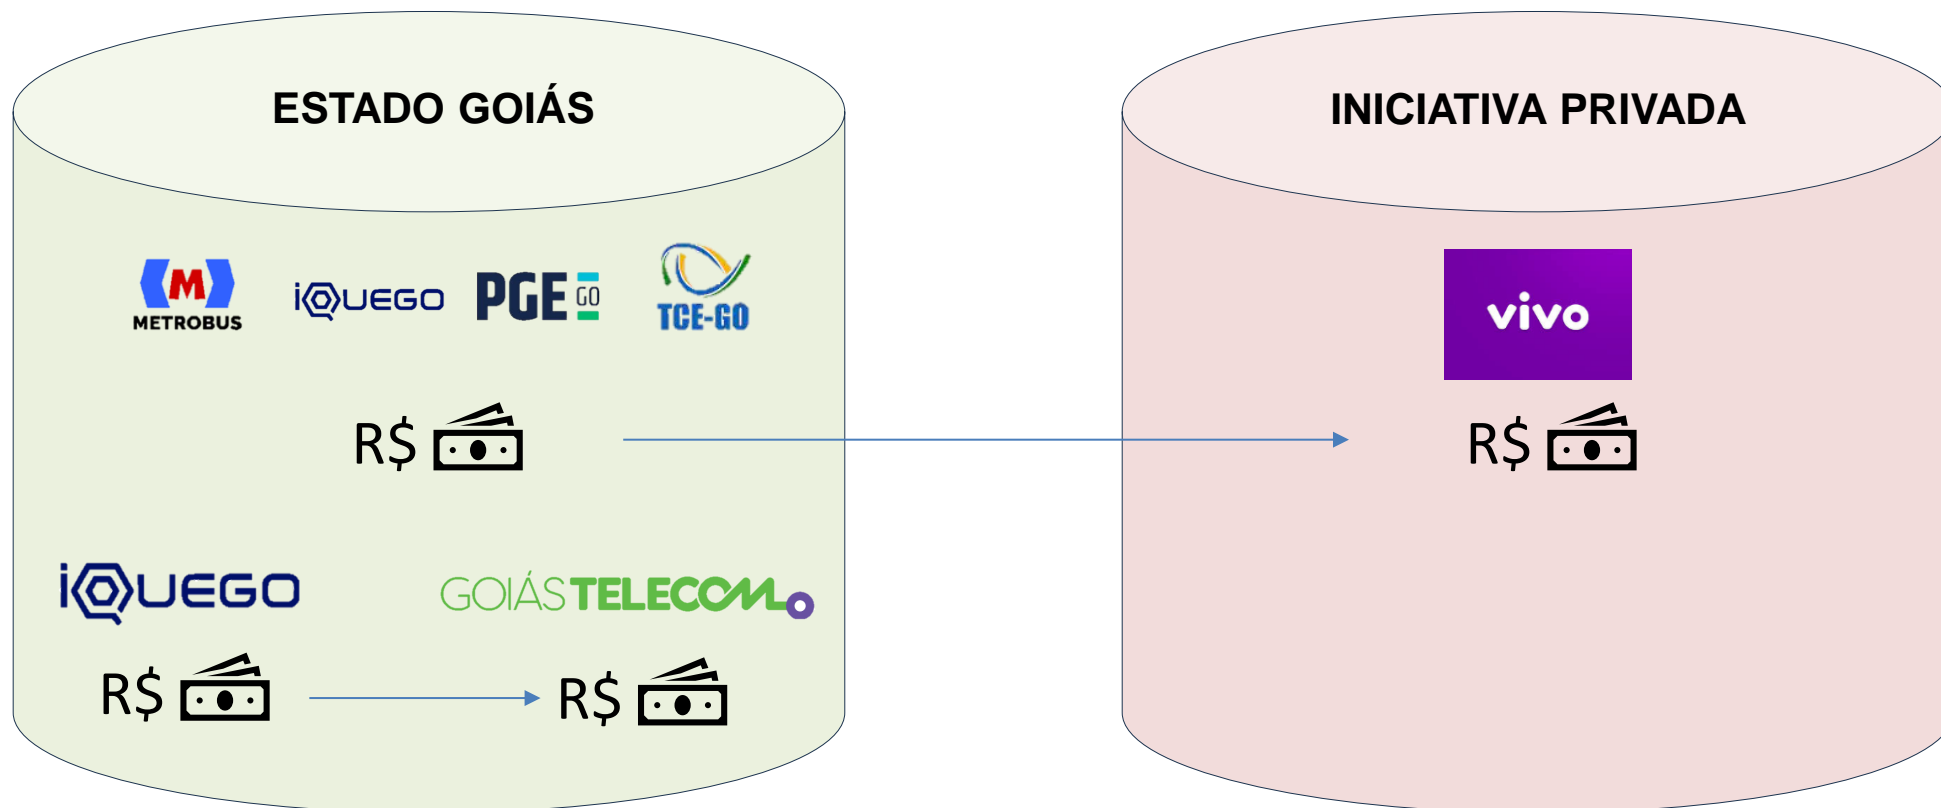 ESTADO GOIÁS
INICIATIVA PRIVADA
METROBUS
iQUEGO
PGE GO
TCE-GO
vivo
R$
R$
iQUEGO
GOIÁS TELECOM
R$
R$